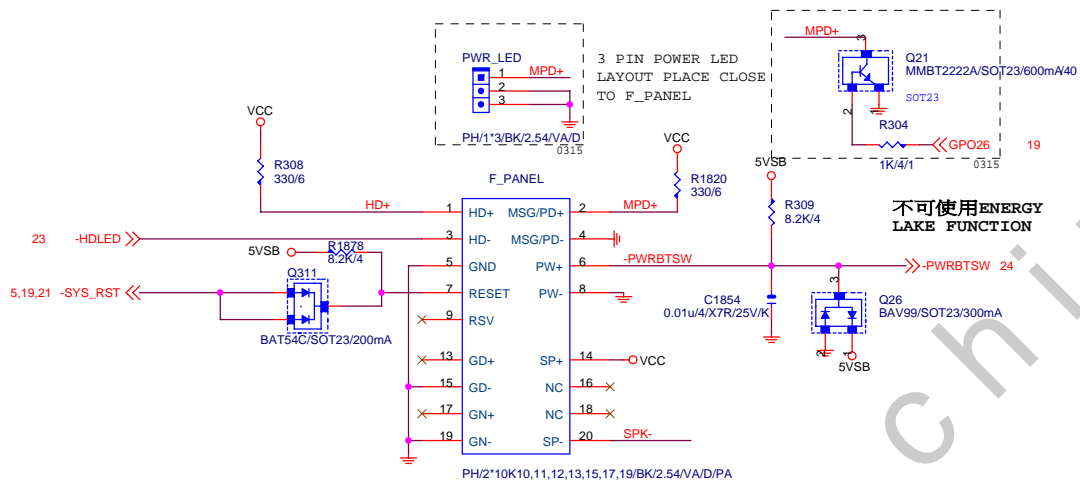 PWR_LED
1
MPD+
2
3
PH/1*3/BK/2.54/VA/D
0315
3 PIN POWER LED
LAYOUT PLACE CLOSE
TO F_PANEL
MPD+
3
Q21
MMBT2222A/SOT23/600mA/40
SOT23
2
1
R304
1K/4/1
GPO26
19
0315
VCC
R308
330/6
HD+
VCC
R1820
330/6
MPD+
5VSB
R309
8.2K/4
不可使用ENERGY
LAKE FUNCTION
F_PANEL
1
HD+
MSG/PD+
2
23
-HDLED
3
HD-
MSG/PD-
4
5VSB
R1878
8.2K/4
5
GND
PW+
6
-PWRBTSW
-PWRBTSW
24
5,19,21
-SYS_RST
Q311
BAT54C/SOT23/200mA
7
RESET
PW-
8
9
RSV
C1854
0.01u/4/X7R/25V/K
3
Q26
BAV99/SOT23/300mA
2
1
5VSB
13
GD+
SP+
14
VCC
15
GD-
NC
16
17
GN+
NC
18
19
GN-
SP-
20
SPK-
PH/2*10K10,11,12,13,15,17,19/BK/2.54/VA/D/PA
chi